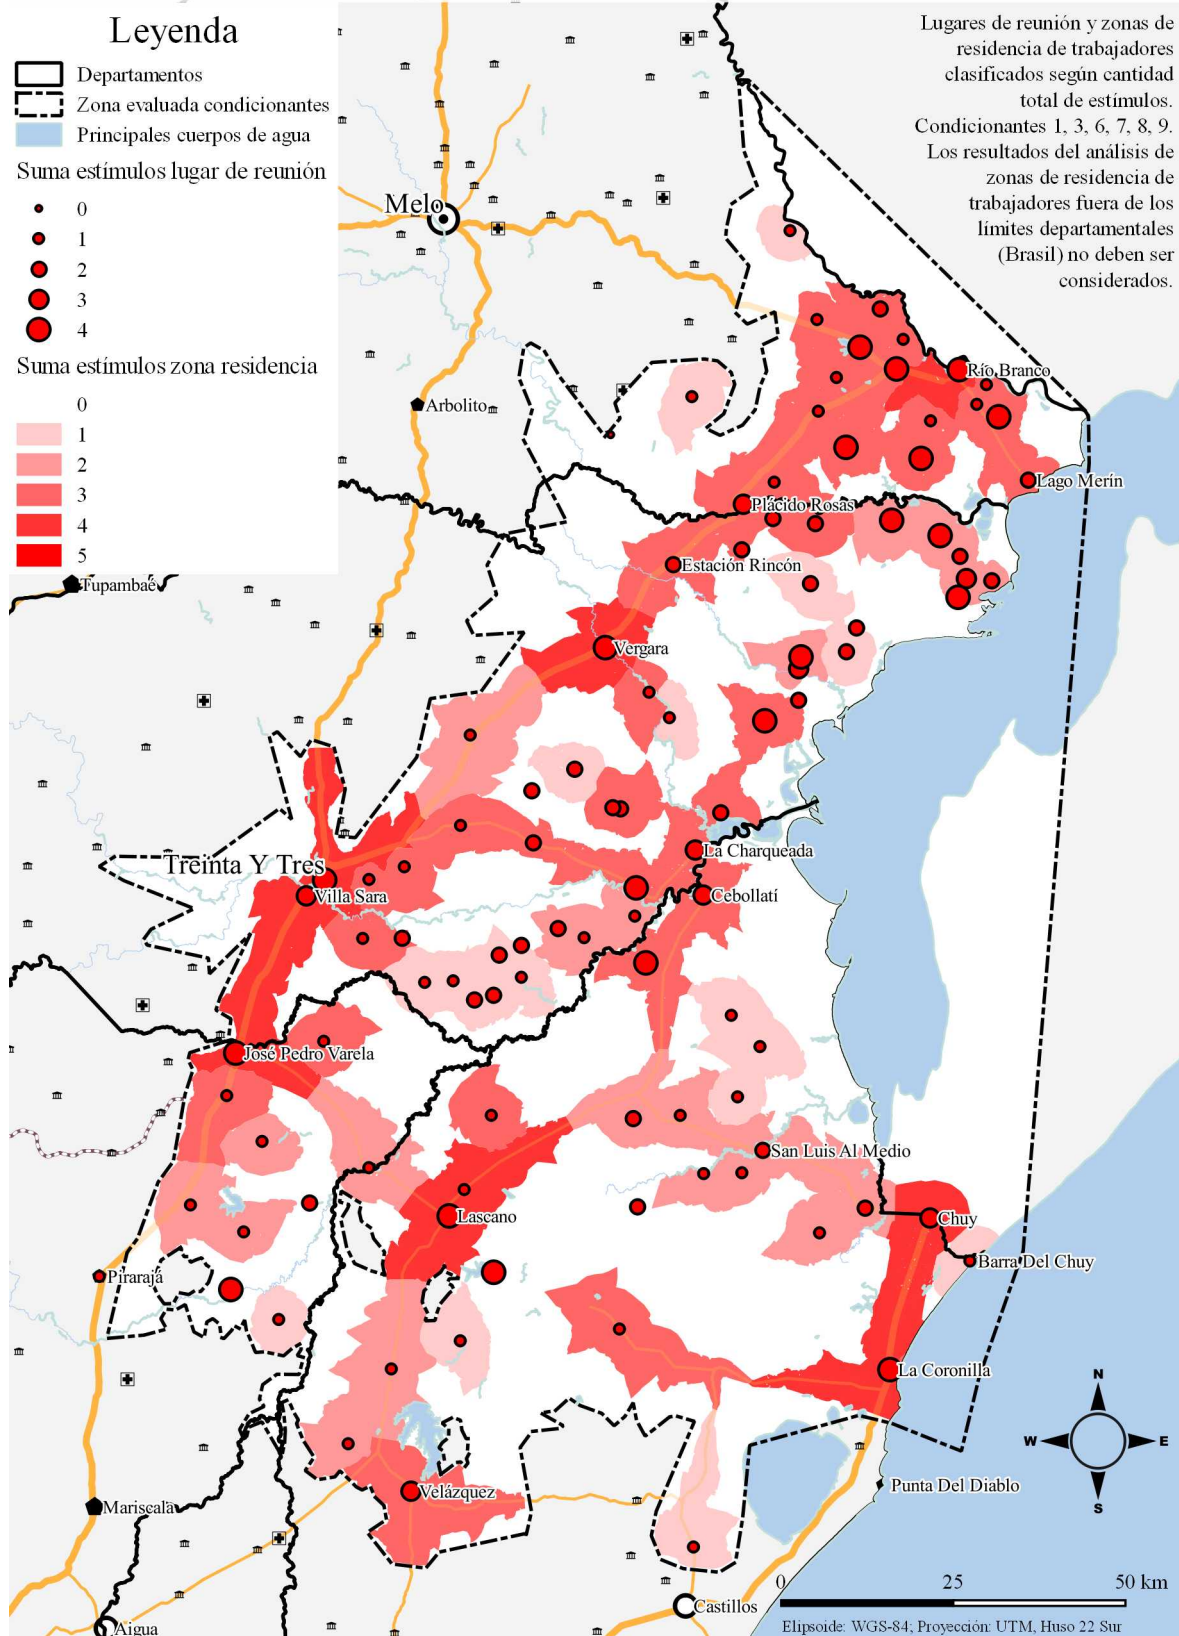 Leyenda
Departamentos
Zona evaluada condicionantes
Principales cuerpos de agua
Suma estímulos lugar de reunión
0
1
2
3
4
Suma estímulos zona residencia
0
1
2
3
4
5
Lugares de reunión y zonas de
residencia de trabajadores
clasificados según cantidad
total de estímulos.
Condicionantes 1, 3, 6, 7, 8, 9.
Los resultados del análisis de
zonas de residencia de
trabajadores fuera de los
límites departamentales
(Brasil) no deben ser
considerados.
Melo
Río Branco
Arbolito
Lago Merín
Plácido Rosas
Estación Rincón
Tupambaé
Vergara
La Charqueada
Treinta Y Tres
Villa Sara
Cebollatí
José Pedro Varela
San Luis Al Medio
Lascano
Chuy
Barra Del Chuy
Pirarajá
La Coronilla
N
W
E
S
Velázquez
Punta Del Diablo
Mariscala
Castillos
Aigua
0
25
50 km
Elipsoide: WGS-84; Proyección: UTM, Huso 22 Sur